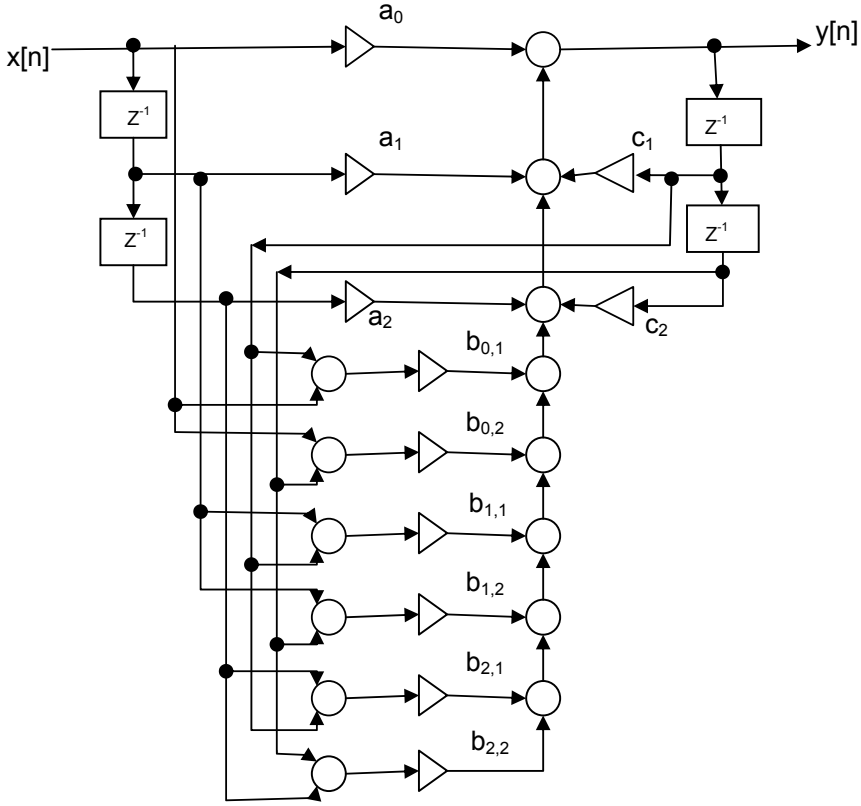 a₀
x[n]
y[n]
Z⁻¹
Z⁻¹
a₁
c₁
Z⁻¹
Z⁻¹
a₂
c₂
b₀,₁
b₀,₂
b₁,₁
b₁,₂
b₂,₁
b₂,₂